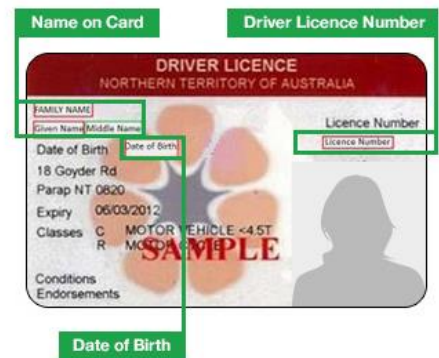 Name on Card
Driver Licence Number
DRIVER LICENCE
NORTHERN TERRITORY OF AUSTRALIA
FAMILY NAME
Given Name Middle Name
Licence Number
Licence Number
Date of Birth Date of Birth
18 Goyder Rd
Parap NT 0820
Expiry 06/03/2012
Classes C MOTOR VEHICLE <4.5T
R MOTORCYCLE
SAMPLE
Conditions
Endorsements
Date of Birth